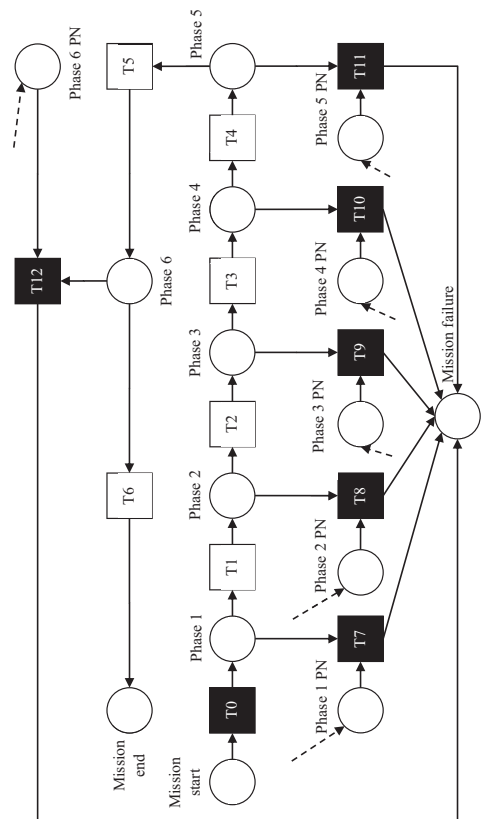 Phase 6 PN
T12
T5
Phase 6
T6
Mission
end
Phase 5
T4
Phase 4
T3
Phase 3
T2
Phase 2
T1
Phase 1
T0
Mission
start
T11
Phase 5 PN
T10
Phase 4 PN
T9
Phase 3 PN
T8
Phase 2 PN
T7
Phase 1 PN
Mission failure